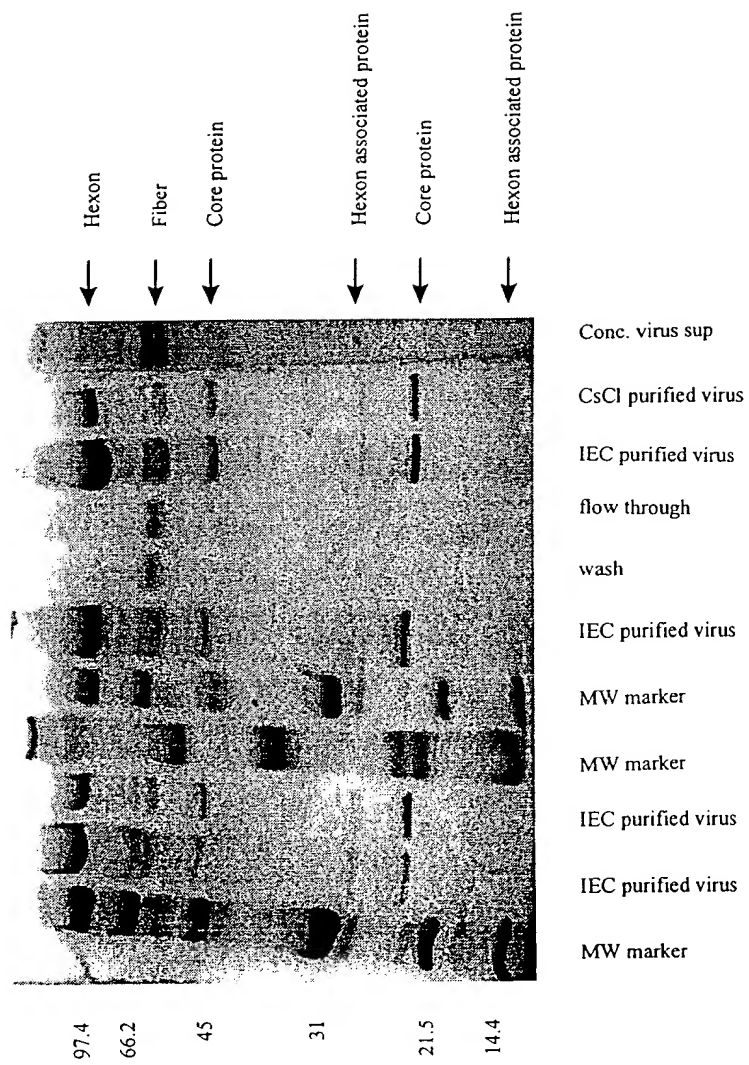 Hexon
Fiber
Core protein
Hexon associated protein
Core protein
Hexon associated protein
Conc. virus sup
CsCl purified virus
IEC purified virus
flow through
wash
IEC purified virus
MW marker
MW marker
IEC purified virus
IEC purified virus
MW marker
97.4
66.2
45
31
21.5
14.4